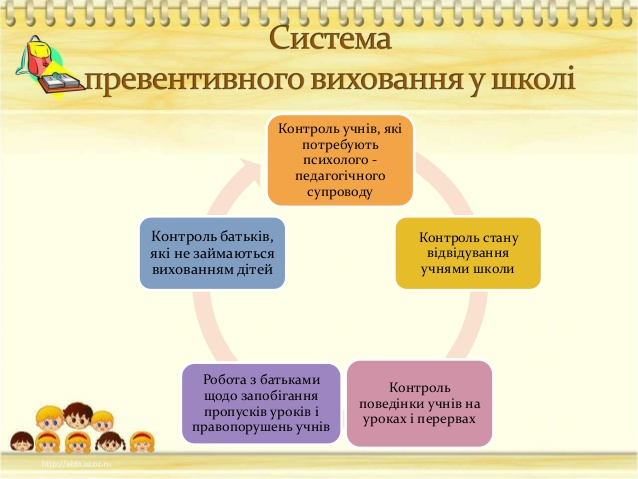 Система
превентивного виховання у школі
Контроль учнів, які
потребують
психолого -
педагогічного
супроводу
Контроль стану
відвідування
учнями школи
Контроль
поведінки учнів на
уроках і перервах
Робота з батьками
щодо запобігання
пропусків уроків і
правопорушень учнів
Контроль батьків,
які не займаються
вихованням дітей